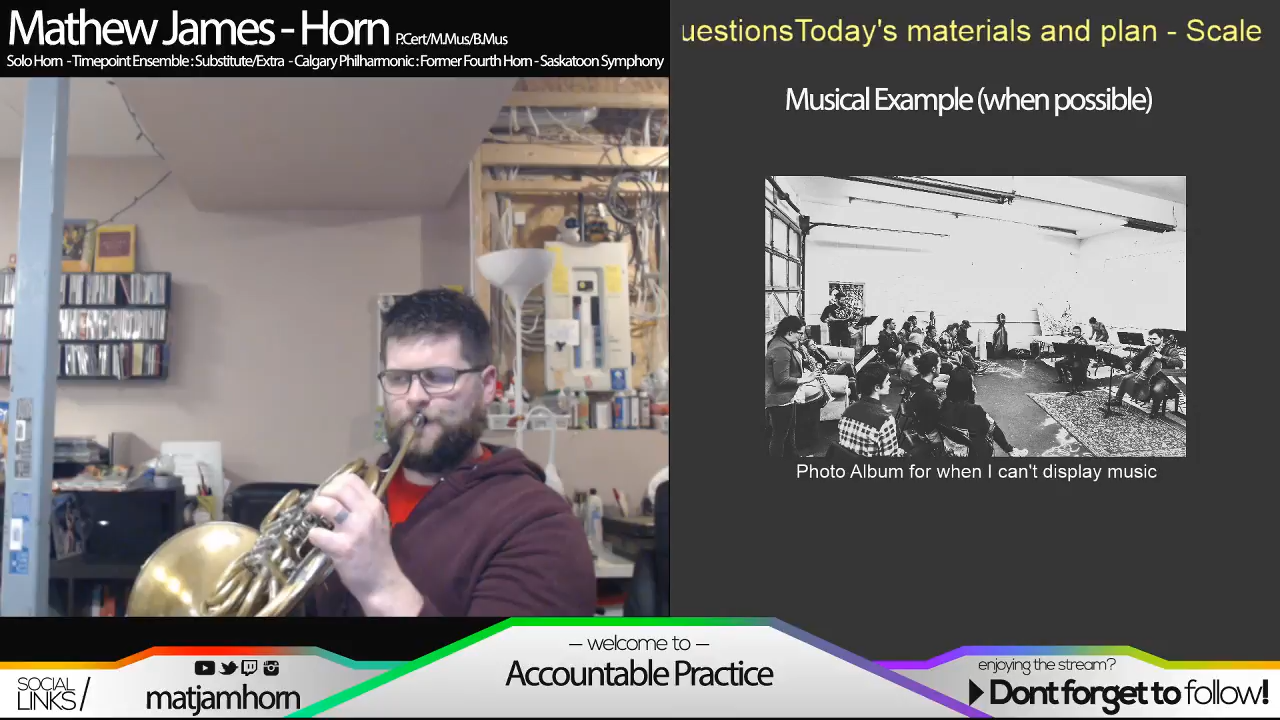 Mathew James - Horn P.Cert/M.Mus/B.Mus
Solo Horn - Timepoint Ensemble : Substitute/Extra - Calgary Philharmonic : Former Fourth Horn - Saskatoon Symphony
uestionsToday's materials and plan - Scale
Musical Example (when possible)
Photo Album for when I can't display music
SOCIAL
LINKS
matjamhorn
– welcome to –
Accountable Practice
enjoying the stream?
Dont forget to follow!